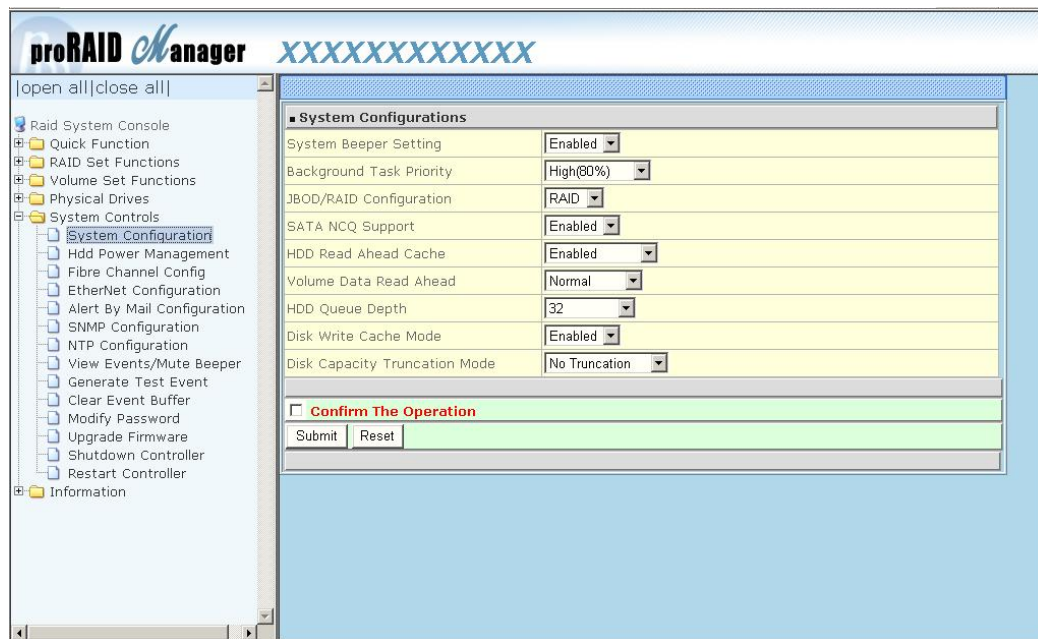 proRAID Manager XXXXXXXXXXXX
|open all|close all|
Raid System Console
Quick Function
RAID Set Functions
Volume Set Functions
Physical Drives
System Controls
System Configuration
Hdd Power Management
Fibre Channel Config
EtherNet Configuration
Alert By Mail Configuration
SNMP Configuration
NTP Configuration
View Events/Mute Beeper
Generate Test Event
Clear Event Buffer
Modify Password
Upgrade Firmware
Shutdown Controller
Restart Controller
Information
System Configurations
System Beeper Setting Enabled
Background Task Priority High(80%)
JBOD/RAID Configuration RAID
SATA NCQ Support Enabled
HDD Read Ahead Cache Enabled
Volume Data Read Ahead Normal
HDD Queue Depth 32
Disk Write Cache Mode Enabled
Disk Capacity Truncation Mode No Truncation
Confirm The Operation
Submit Reset